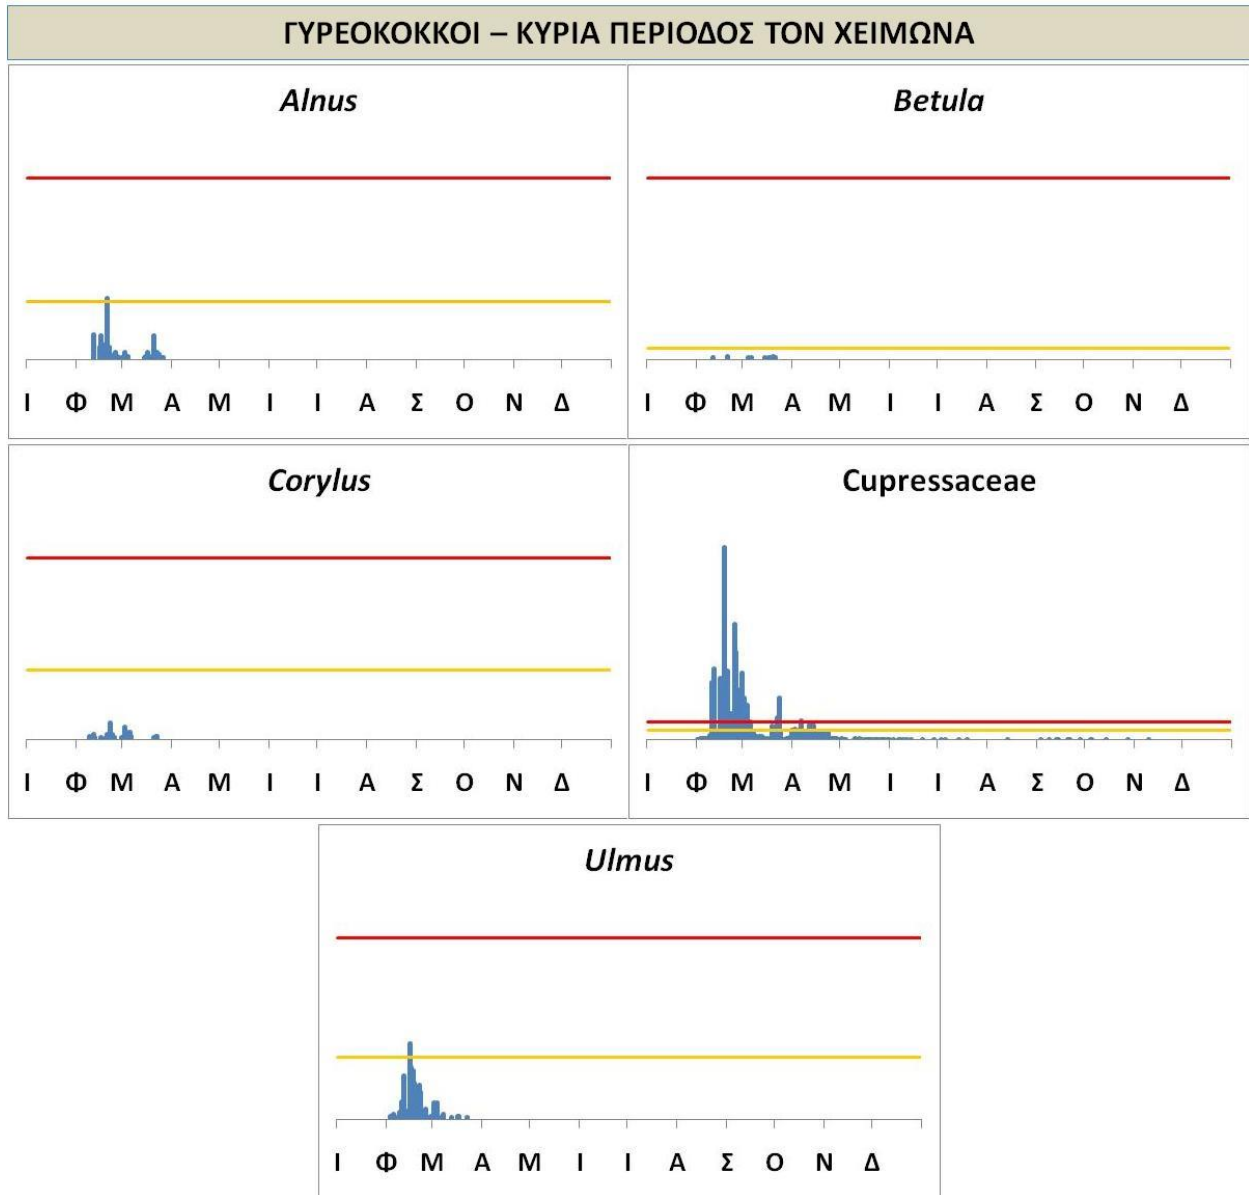 ΓΥΡΕΟΚΟΚΚΟΙ – ΚΥΡΙΑ ΠΕΡΙΟΔΟΣ ΤΟΝ ΧΕΙΜΩΝΑ
Alnus
Ι Φ Μ Α Μ Ι Ι Α Σ Ο Ν Δ
Betula
Ι Φ Μ Α Μ Ι Ι Α Σ Ο Ν Δ
Corylus
Ι Φ Μ Α Μ Ι Ι Α Σ Ο Ν Δ
Cupressaceae
Ι Φ Μ Α Μ Ι Ι Α Σ Ο Ν Δ
Ulmus
Ι Φ Μ Α Μ Ι Ι Α Σ Ο Ν Δ